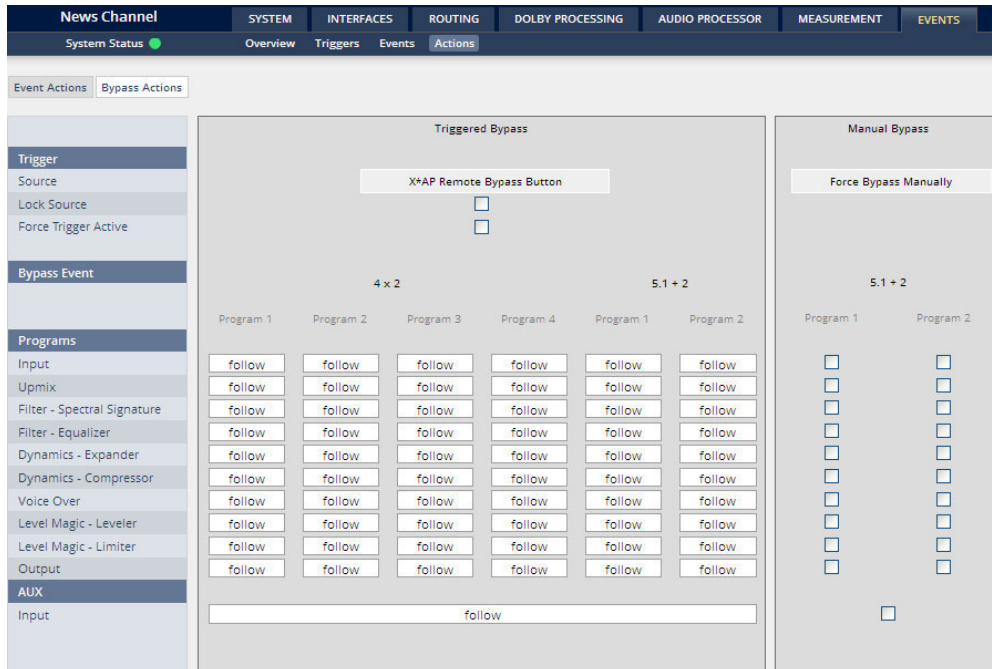 News Channel SYSTEM INTERFACES ROUTING DOLBY PROCESSING AUDIO PROCESSOR MEASUREMENT EVENTS
System Status Overview Triggers Events Actions
Event Actions Bypass Actions
Triggered Bypass Manual Bypass
Trigger
Source X*AP Remote Bypass Button Force Bypass Manually
Lock Source
Force Trigger Active
Bypass Event
4 x 2 5.1 + 2 5.1 + 2
Program 1 Program 2 Program 3 Program 4 Program 1 Program 2 Program 1 Program 2
Programs
Input follow follow follow follow follow follow
Upmix follow follow follow follow follow follow
Filter - Spectral Signature follow follow follow follow follow follow
Filter - Equalizer follow follow follow follow follow follow
Dynamics - Expander follow follow follow follow follow follow
Dynamics - Compressor follow follow follow follow follow follow
Voice Over follow follow follow follow follow follow
Level Magic - Leveler follow follow follow follow follow follow
Level Magic - Limiter follow follow follow follow follow follow
Output follow follow follow follow follow follow
AUX
Input follow